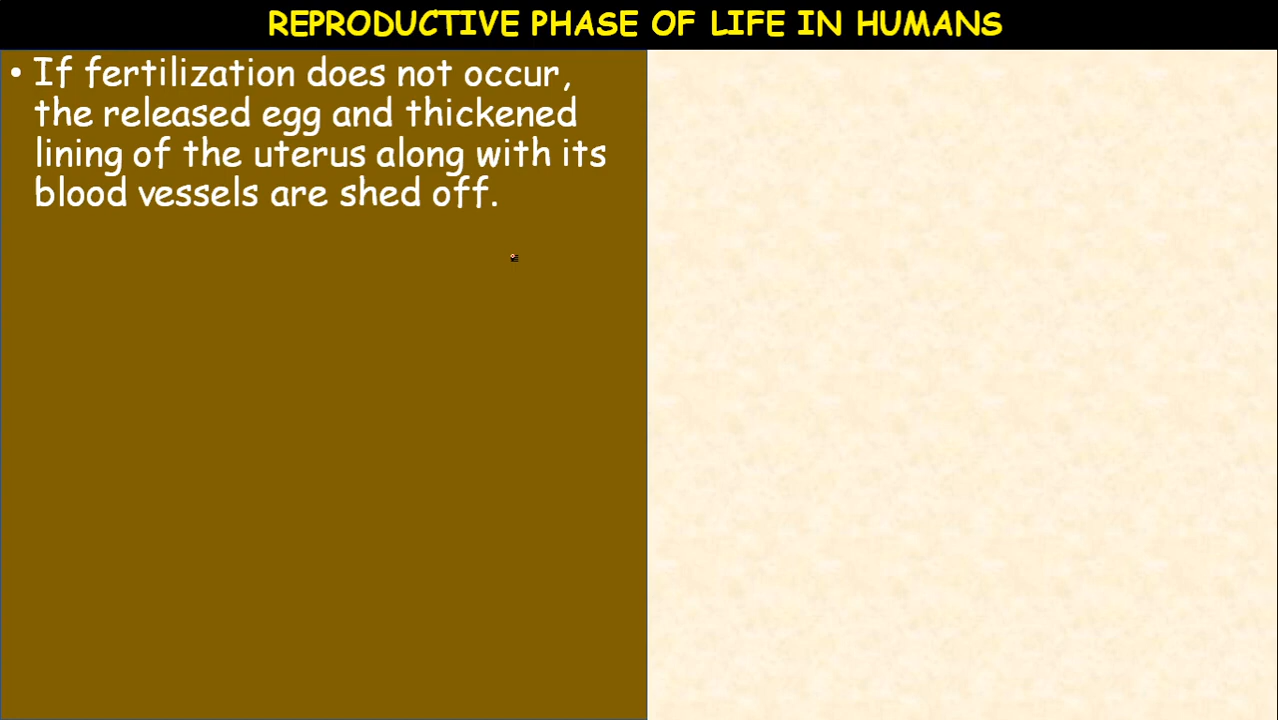 REPRODUCTIVE PHASE OF LIFE IN HUMANS
• If fertilization does not occur,
the released egg and thickened
lining of the uterus along with its
blood vessels are shed off.